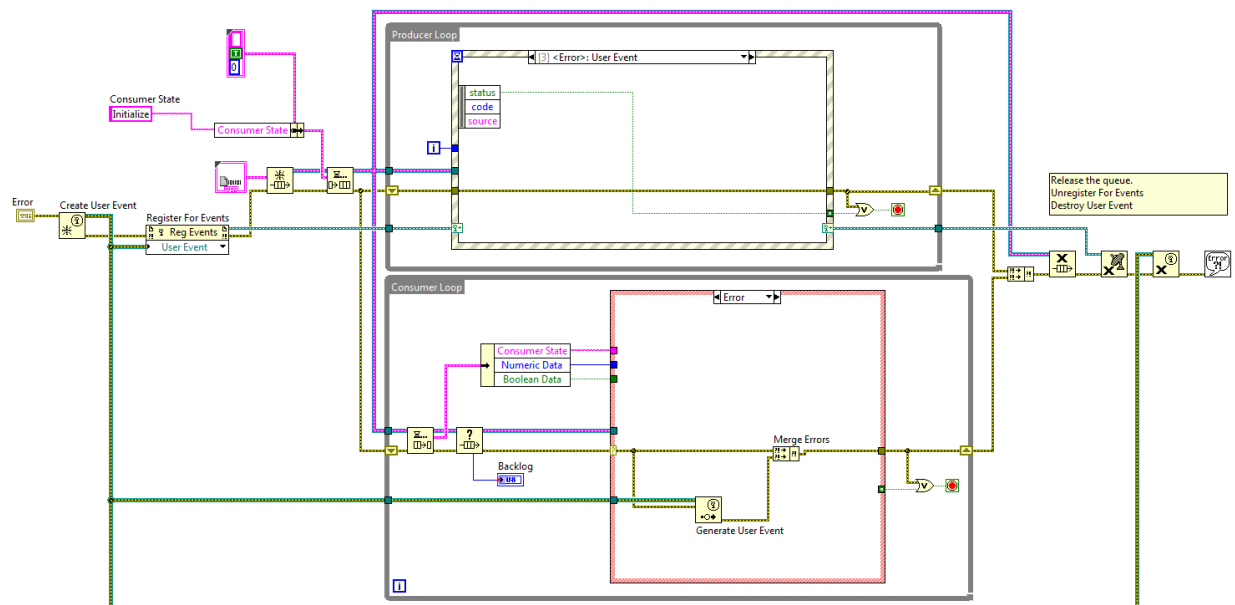 Producer Loop
[3] <Error>: User Event
T
0
status
code
source
Consumer State
Initialize
Consumer State
i
Release the queue.
Unregister For Events
Destroy User Event
Error
Create User Event
Register For Events
Reg Events
User Event
Error
?!
Consumer Loop
Error
Consumer State
Numeric Data
Boolean Data
Merge Errors
Backlog
U8
Generate User Event
i